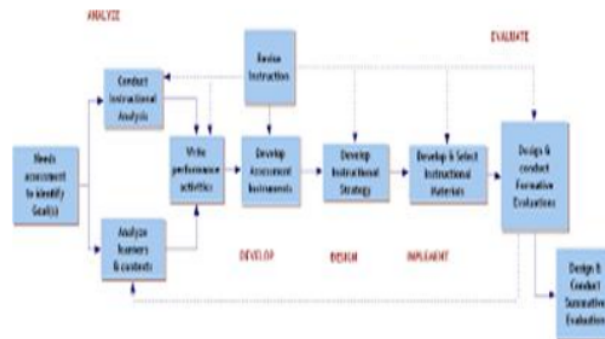 ANALYZE
EVALUATE
Revise
Instruction
Conduct
Instructional
Analysis
Needs
assessment
to identify
Goal(s)
Write
performance
activities
Develop
Assessment
Instruments
Develop
Instructional
Strategy
Develop & Select
Instructional
Materials
Design &
conduct
Formative
Evaluations
Analyze
learners
& contexts
DEVELOP
DESIGN
IMPLEMENT
Design &
Conduct
Summative
Evaluation